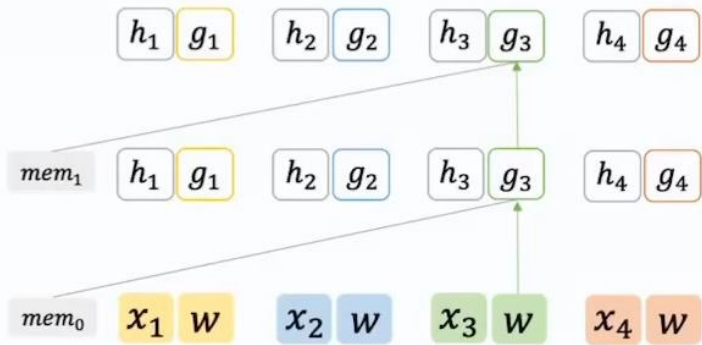 h₁ g₁ h₂ g₂ h₃ g₃ h₄ g₄
mem₁ h₁ g₁ h₂ g₂ h₃ g₃ h₄ g₄
mem₀ x₁ w x₂ w x₃ w x₄ w